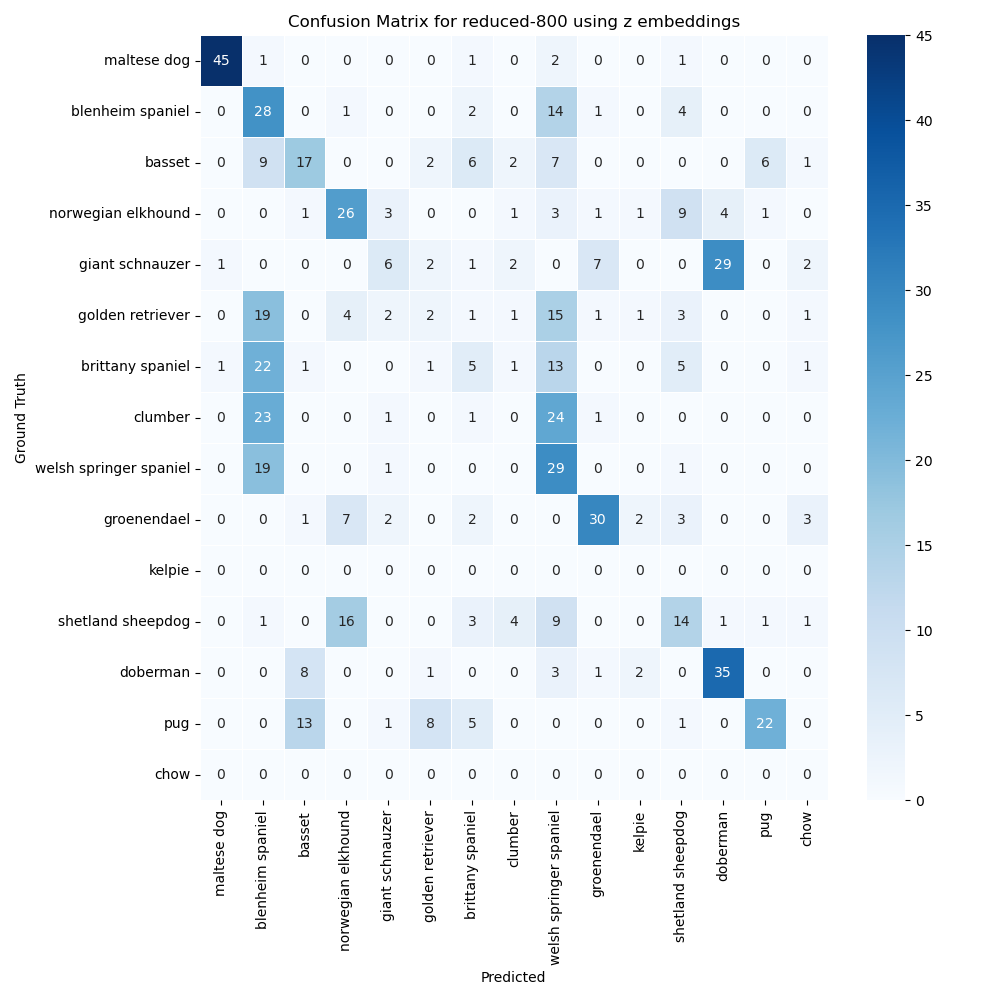 Confusion Matrix for reduced-800 using z embeddings
maltese dog 45 1 0 0 0 0 1 0 2 0 0 1 0 0 0
blenheim spaniel 0 28 0 1 0 0 2 0 14 1 0 4 0 0 0
basset 0 9 17 0 0 2 6 2 7 0 0 0 0 6 1
norwegian elkhound 0 0 1 26 3 0 0 1 3 1 1 9 4 1 0
giant schnauzer 1 0 0 0 6 2 1 2 0 7 0 0 29 0 2
golden retriever 0 19 0 4 2 2 1 1 15 1 1 3 0 0 1
brittany spaniel 1 22 1 0 0 1 5 1 13 0 0 5 0 0 1
clumber 0 23 0 0 1 0 1 0 24 1 0 0 0 0 0
welsh springer spaniel 0 19 0 0 1 0 0 0 29 0 0 1 0 0 0
groenendael 0 0 1 7 2 0 2 0 0 30 2 3 0 0 3
kelpie 0 0 0 0 0 0 0 0 0 0 0 0 0 0 0
shetland sheepdog 0 1 0 16 0 0 3 4 9 0 0 14 1 1 1
doberman 0 0 8 0 0 1 0 0 3 1 2 0 35 0 0
pug 0 0 13 0 1 8 5 0 0 0 0 1 0 22 0
chow 0 0 0 0 0 0 0 0 0 0 0 0 0 0 0
Ground Truth
maltese dog
blenheim spaniel
basset
norwegian elkhound
giant schnauzer
golden retriever
brittany spaniel
clumber
welsh springer spaniel
groenendael
kelpie
shetland sheepdog
doberman
pug
chow
Predicted
45
40
35
30
25
20
15
10
5
0